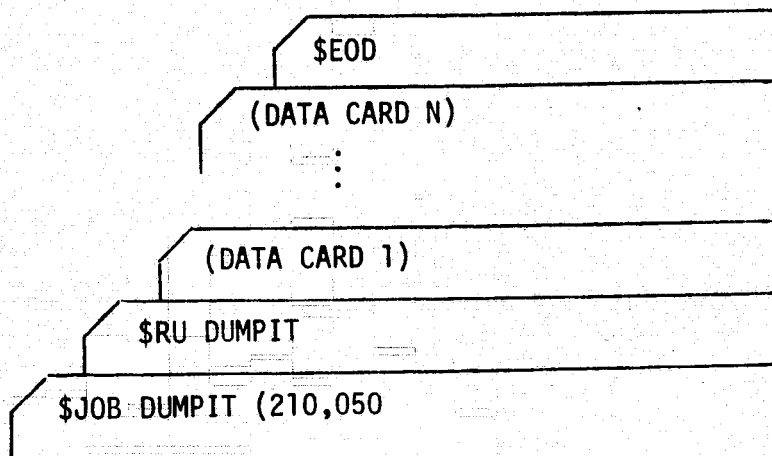 $EOD
(DATA CARD N)
(DATA CARD 1)
$RU DUMPIT
$JOB DUMPIT (210,050